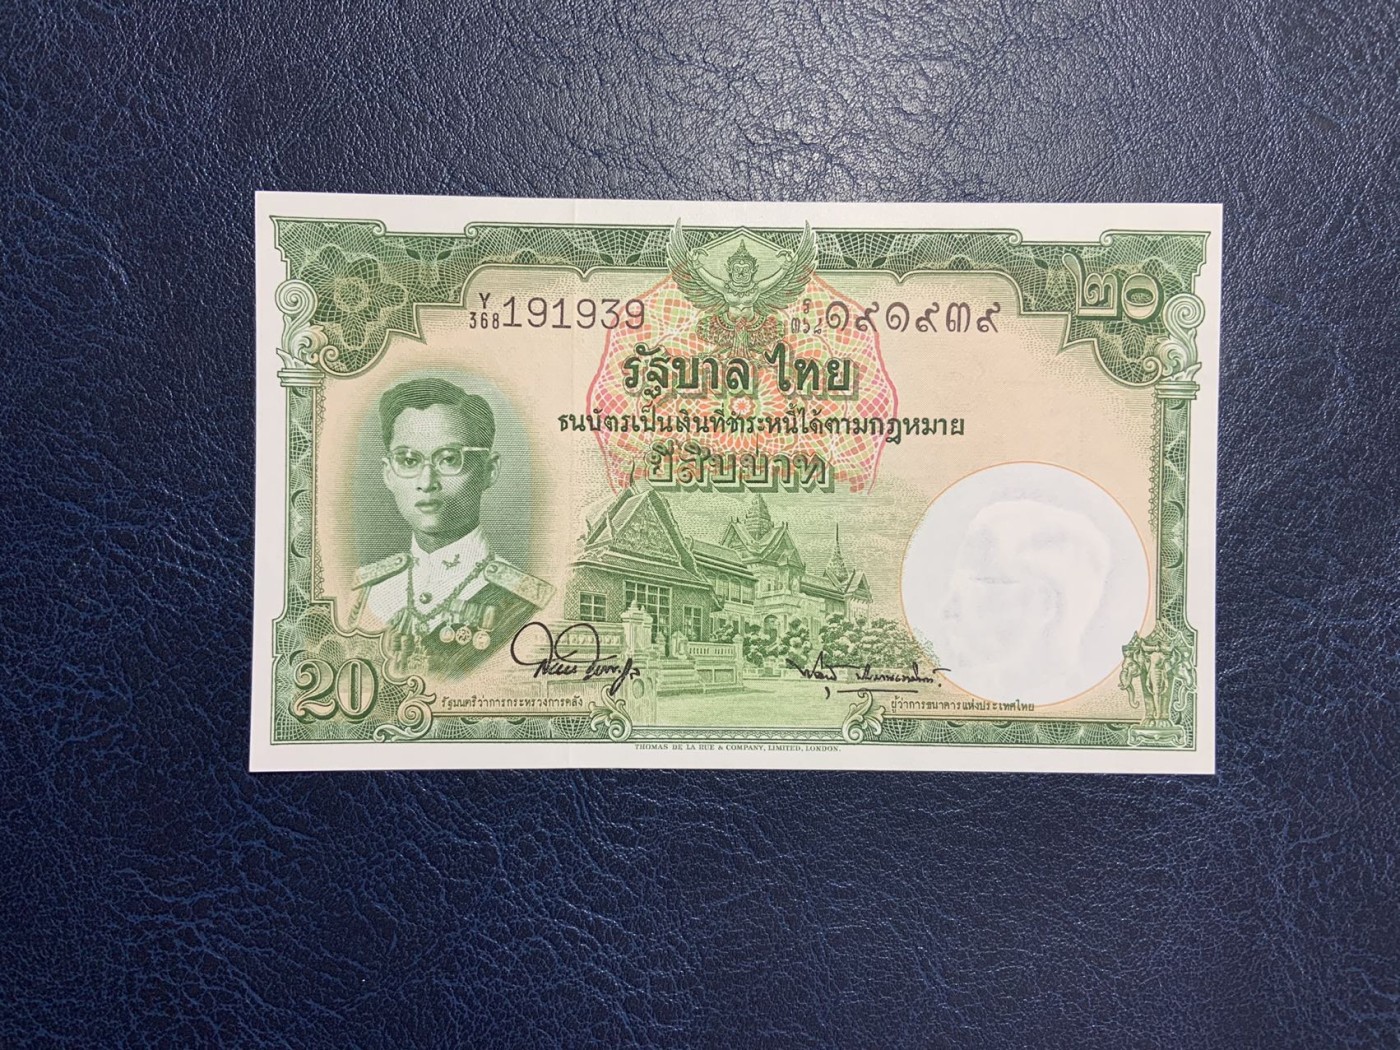 Y/368 191939
ว/๓๖๘ ๑๙๑๙๓๙
๒๐
รัฐบาลไทย
ธนบัตรเป็นเงินที่ชำระหนี้ได้ตามกฎหมาย
ยี่สิบบาท
20
รัฐมนตรีว่าการกระทรวงการคลัง
ผู้ว่าการธนาคารแห่งประเทศไทย
THOMAS DE LA RUE & COMPANY, LIMITED, LONDON.